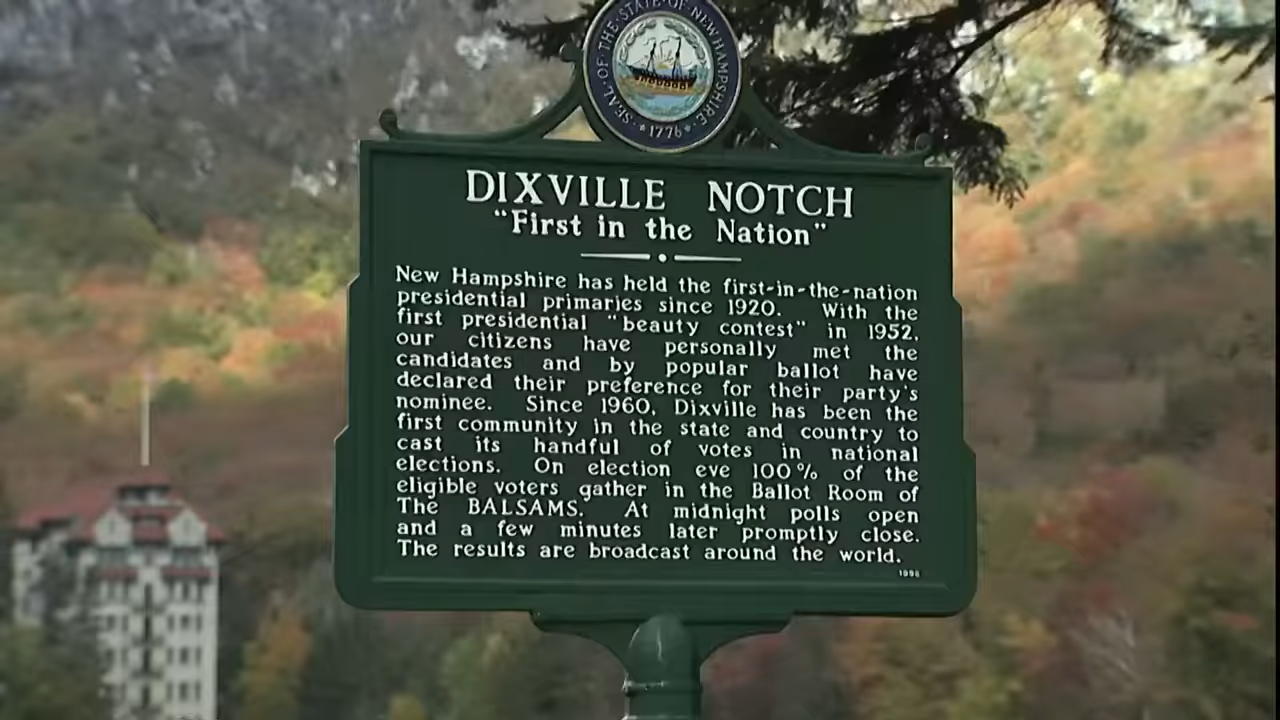 SEAL·OF·THE·STATE·OF·NEW HAMPSHIRE·
*1776*
DIXVILLE NOTCH
"First in the Nation"
New Hampshire has held the first-in-the-nation
presidential primaries since 1920. With the
first presidential "beauty contest" in 1952,
our citizens have personally met the
candidates and by popular ballot have
declared their preference for their party's
nominee. Since 1960, Dixville has been the
first community in the state and country to
cast its handful of votes in national
elections. On election eve 100% of the
eligible voters gather in the Ballot Room of
The BALSAMS. At midnight polls open
and a few minutes later promptly close.
The results are broadcast around the world.